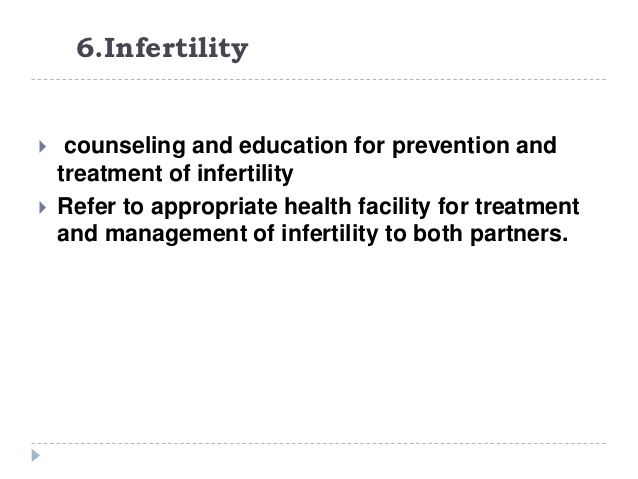 6.Infertility
counseling and education for prevention and
treatment of infertility
Refer to appropriate health facility for treatment
and management of infertility to both partners.